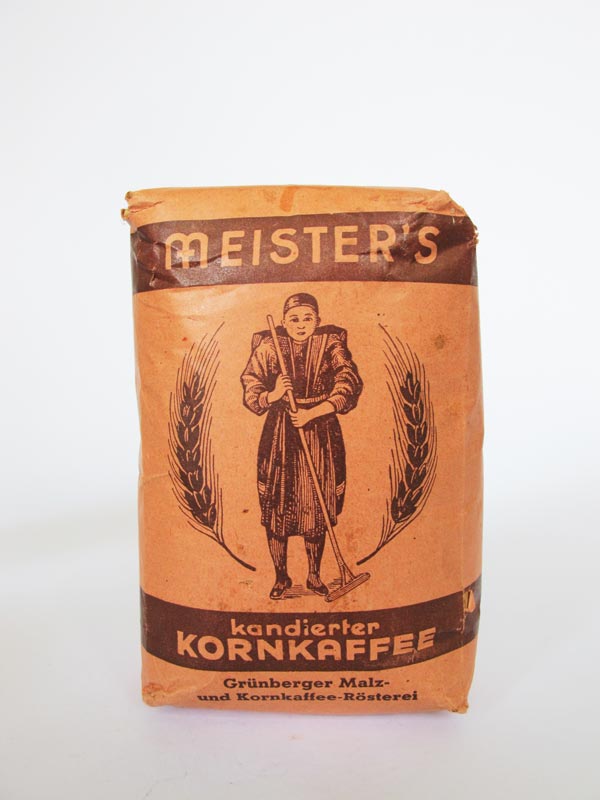 MEISTER'S
kandierter
KORNKAFFEE
Grünberger Malz-
und Kornkaffee-Rösterei